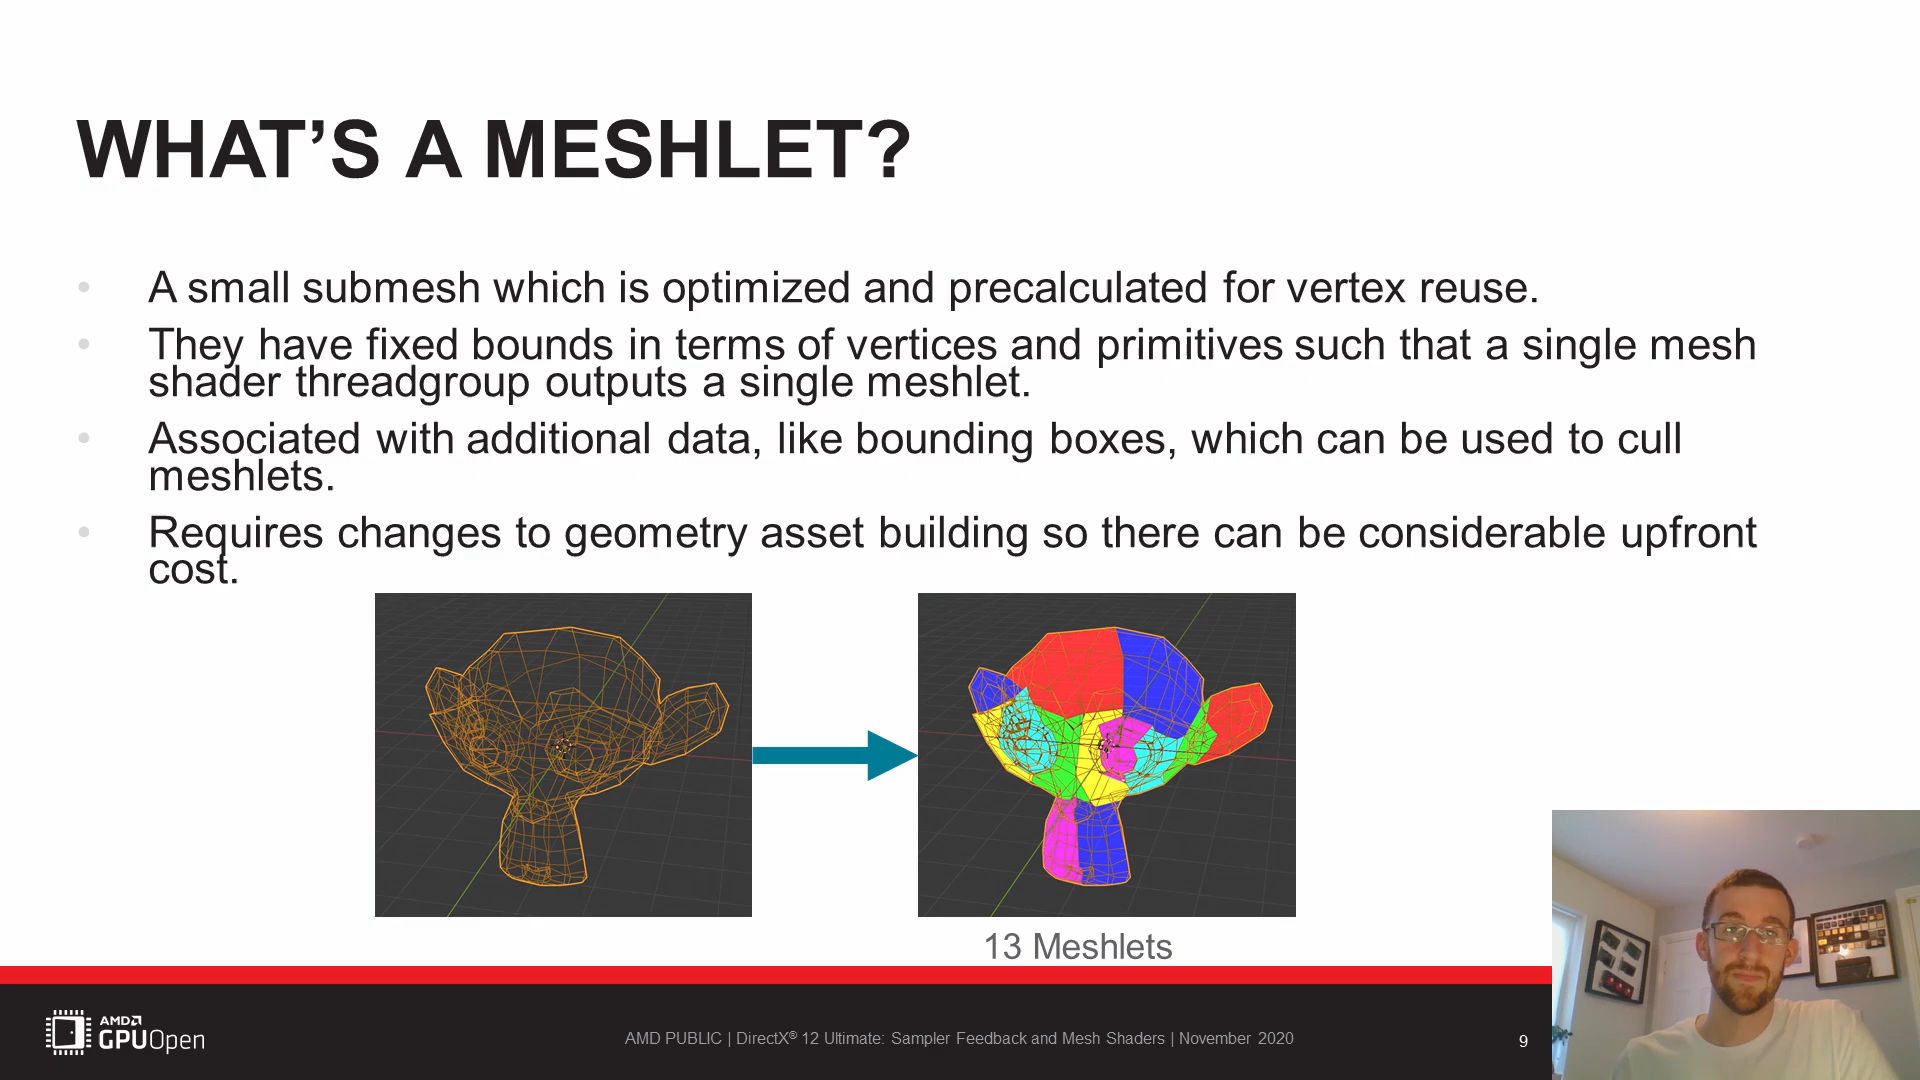 WHAT’S A MESHLET?
• A small submesh which is optimized and precalculated for vertex reuse.
• They have fixed bounds in terms of vertices and primitives such that a single mesh
shader threadgroup outputs a single meshlet.
• Associated with additional data, like bounding boxes, which can be used to cull
meshlets.
• Requires changes to geometry asset building so there can be considerable upfront
cost.
13 Meshlets
AMD
GPUOpen
AMD PUBLIC | DirectX® 12 Ultimate: Sampler Feedback and Mesh Shaders | November 2020
9